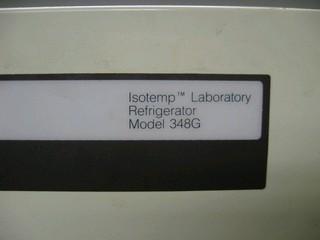 Isotemp™ Laboratory
Refrigerator
Model 348G